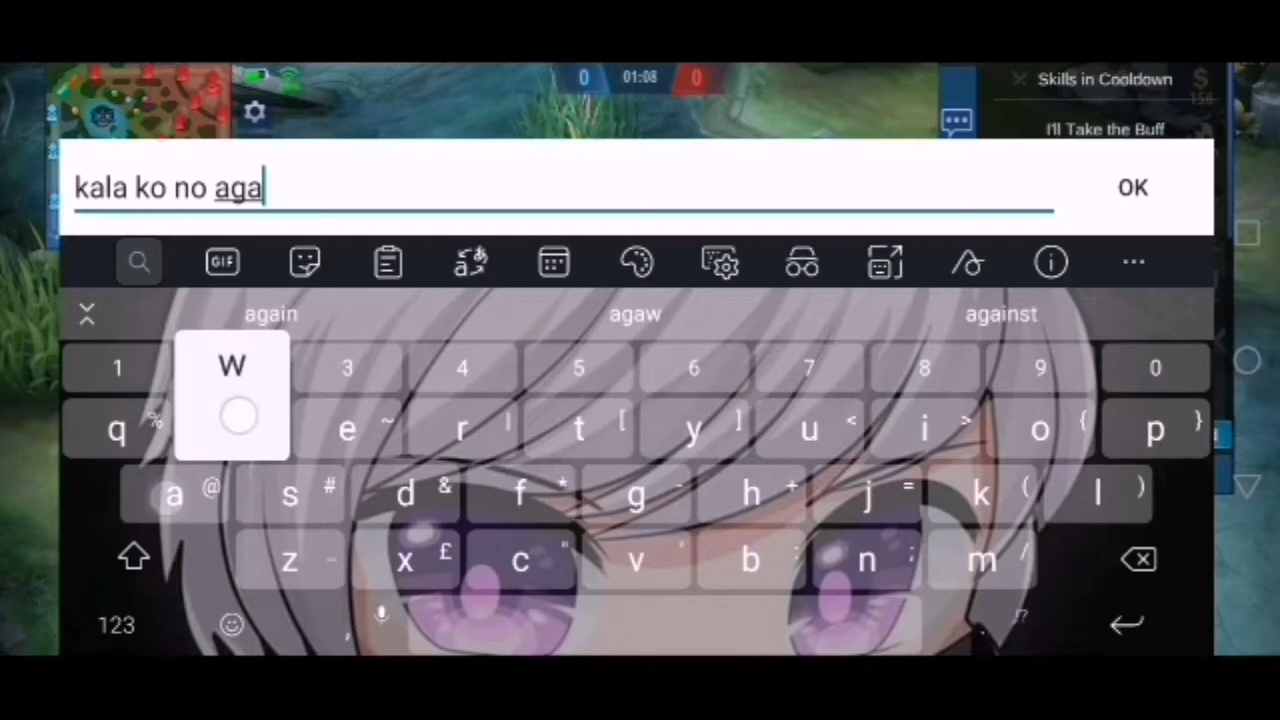 0 01:08 0
Skills in Cooldown
I'll Take the Buff
kala ko no aga
OK
GIF
again agaw against
1 W 3 4 5 6 7 8 9 0
q % e ~ r | t [ y ] u < i > o { p }
a @ s # d & f * g - h + j = k ( l )
z _ x £ c " v ' b : n ; m /
123 , .!?